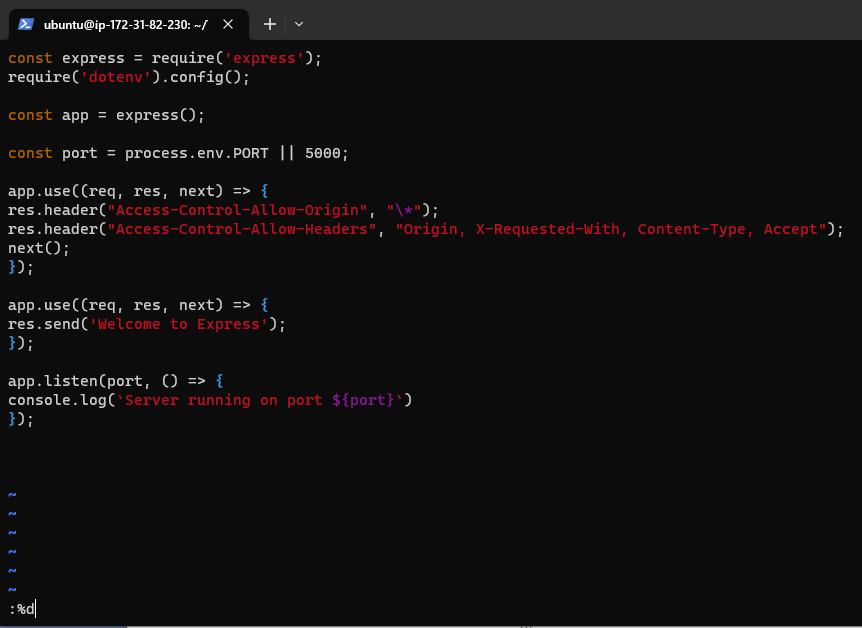 ubuntu@ip-172-31-82-230: ~/
const express = require('express');
require('dotenv').config();
const app = express();
const port = process.env.PORT || 5000;
app.use((req, res, next) => {
res.header("Access-Control-Allow-Origin", "\*");
res.header("Access-Control-Allow-Headers", "Origin, X-Requested-With, Content-Type, Accept");
next();
});
app.use((req, res, next) => {
res.send('Welcome to Express');
});
app.listen(port, () => {
console.log(`Server running on port ${port}`)
});
~
~
~
~
~
~
:%d